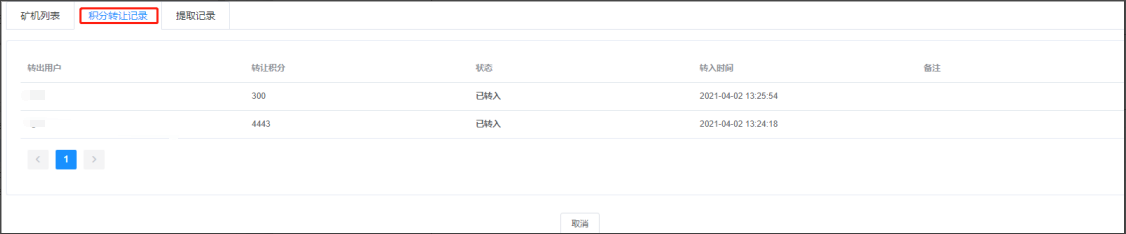 矿机列表 积分转让记录 提取记录
转出用户 转让积分 状态 转入时间 备注
300 已转入 2021-04-02 13:25:54
4443 已转入 2021-04-02 13:24:18
1
取消